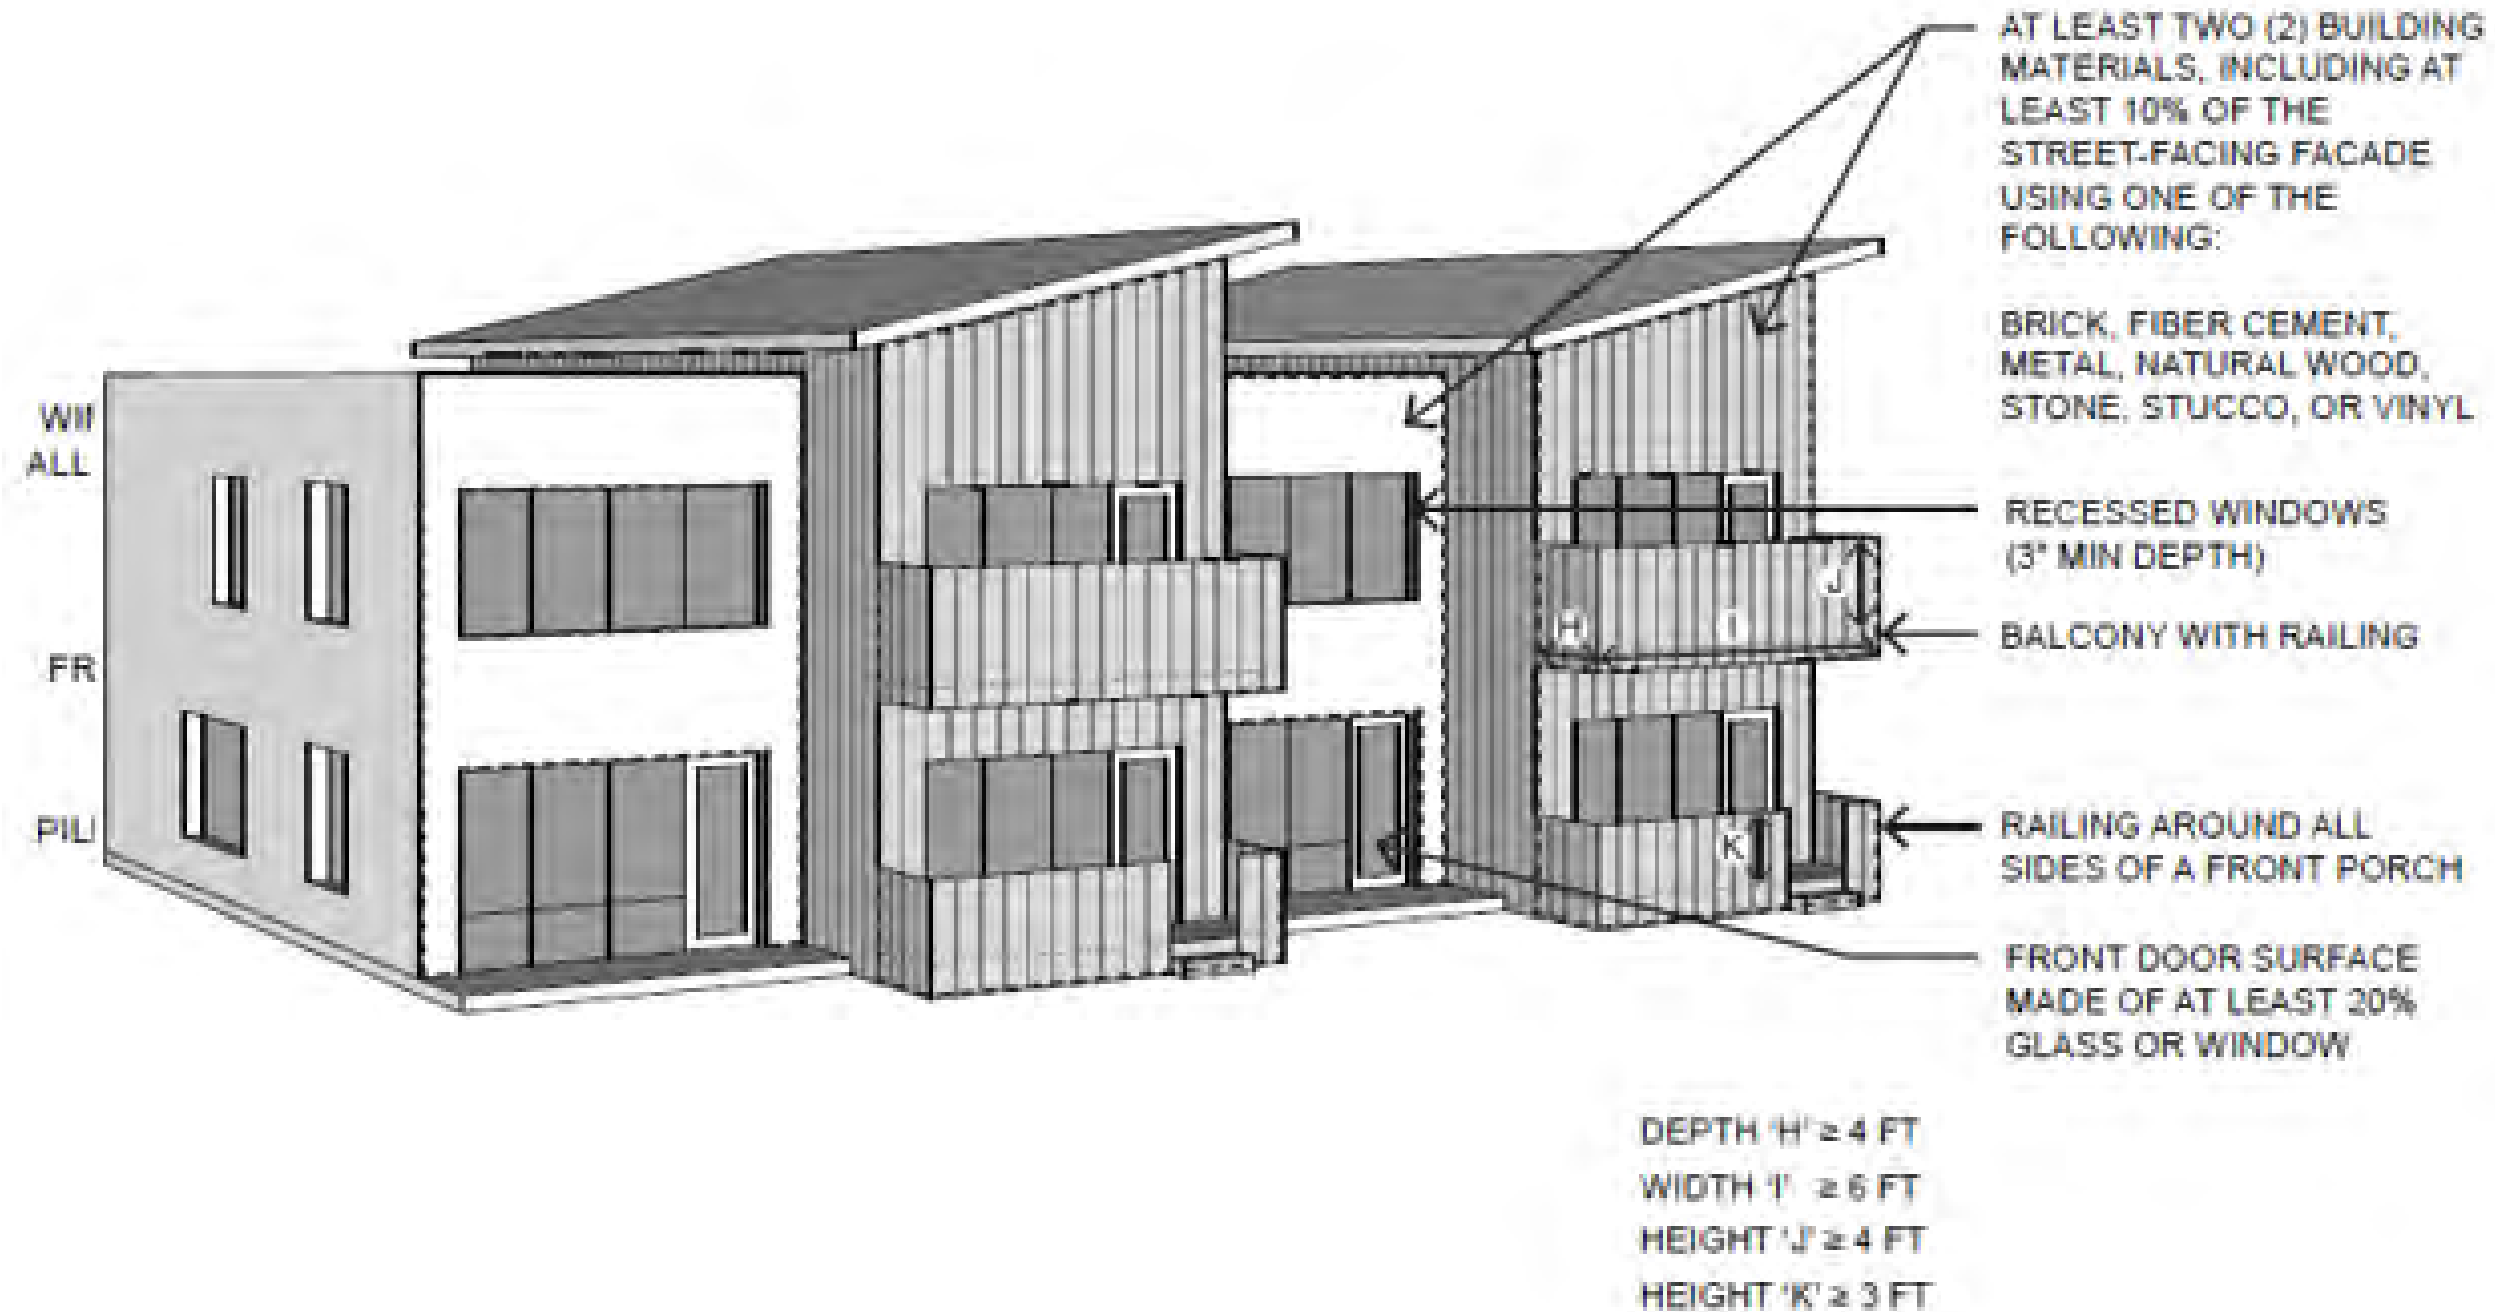 AT LEAST TWO (2) BUILDING
MATERIALS, INCLUDING AT
LEAST 10% OF THE
STREET-FACING FACADE
USING ONE OF THE
FOLLOWING:
BRICK, FIBER CEMENT,
METAL, NATURAL WOOD,
STONE, STUCCO, OR VINYL
RECESSED WINDOWS
(3" MIN DEPTH)
BALCONY WITH RAILING
RAILING AROUND ALL
SIDES OF A FRONT PORCH
FRONT DOOR SURFACE
MADE OF AT LEAST 20%
GLASS OR WINDOW
ALL
FR
H
I
J
K
DEPTH 'H' ≥ 4 FT
WIDTH 'I' ≥ 6 FT
HEIGHT 'J' ≥ 4 FT
HEIGHT 'K' ≥ 3 FT